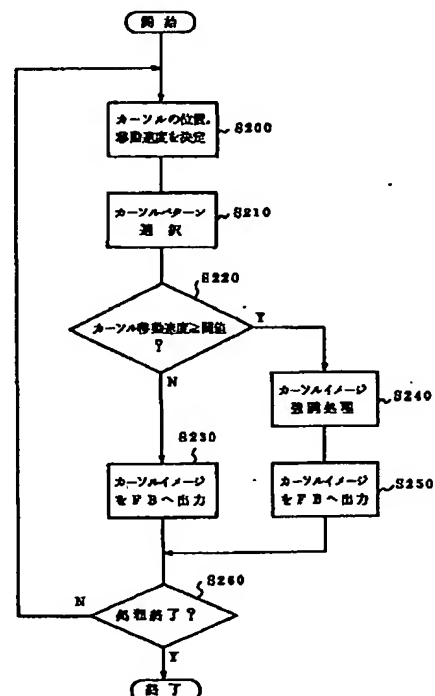 開始
カーソルの位置,
移動速度を決定
S200
カーソルパターン
選択
S210
S220
カーソル移動速度≧閾値
?
Y
N
カーソルイメージ
強調処理
S240
S230
カーソルイメージ
をFBへ出力
カーソルイメージ
をFBへ出力
S250
S260
N
処理終了?
Y
終了